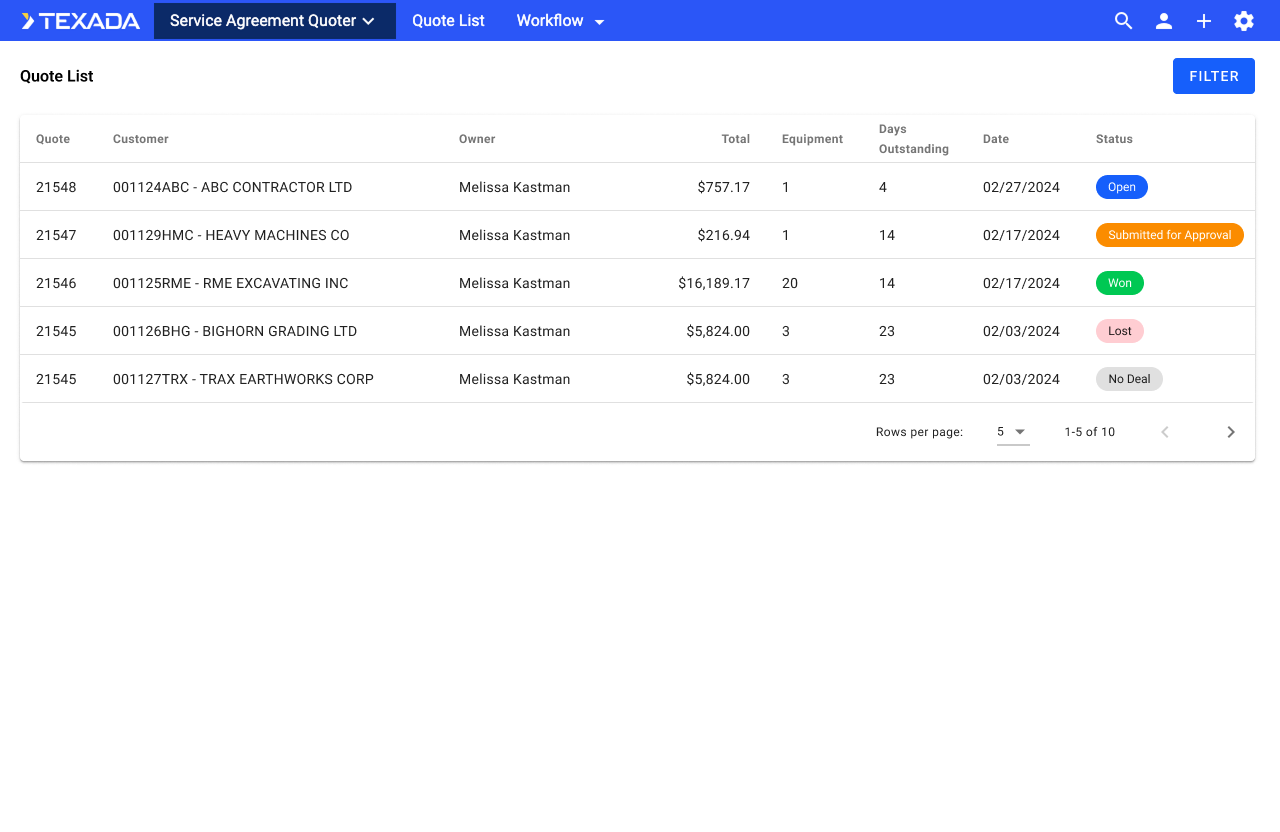 TEXADA Service Agreement Quoter Quote List Workflow
Quote List FILTER
Quote Customer Owner Total Equipment Days Outstanding Date Status
21548 001124ABC - ABC CONTRACTOR LTD Melissa Kastman $757.17 1 4 02/27/2024 Open
21547 001129HMC - HEAVY MACHINES CO Melissa Kastman $216.94 1 14 02/17/2024 Submitted for Approval
21546 001125RME - RME EXCAVATING INC Melissa Kastman $16,189.17 20 14 02/17/2024 Won
21545 001126BHG - BIGHORN GRADING LTD Melissa Kastman $5,824.00 3 23 02/03/2024 Lost
21545 001127TRX - TRAX EARTHWORKS CORP Melissa Kastman $5,824.00 3 23 02/03/2024 No Deal
Rows per page: 5 1-5 of 10